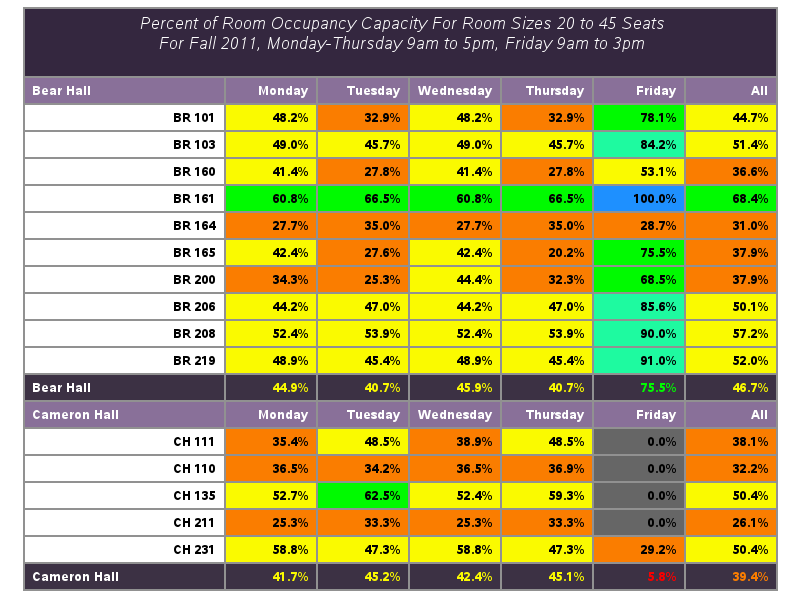 Percent of Room Occupancy Capacity For Room Sizes 20 to 45 Seats
For Fall 2011, Monday-Thursday 9am to 5pm, Friday 9am to 3pm
Bear Hall Monday Tuesday Wednesday Thursday Friday All
BR 101 48.2% 32.9% 48.2% 32.9% 78.1% 44.7%
BR 103 49.0% 45.7% 49.0% 45.7% 84.2% 51.4%
BR 160 41.4% 27.8% 41.4% 27.8% 53.1% 36.6%
BR 161 60.8% 66.5% 60.8% 66.5% 100.0% 68.4%
BR 164 27.7% 35.0% 27.7% 35.0% 28.7% 31.0%
BR 165 42.4% 27.6% 42.4% 20.2% 75.5% 37.9%
BR 200 34.3% 25.3% 44.4% 32.3% 68.5% 37.9%
BR 206 44.2% 47.0% 44.2% 47.0% 85.6% 50.1%
BR 208 52.4% 53.9% 52.4% 53.9% 90.0% 57.2%
BR 219 48.9% 45.4% 48.9% 45.4% 91.0% 52.0%
Bear Hall 44.9% 40.7% 45.9% 40.7% 75.5% 46.7%
Cameron Hall Monday Tuesday Wednesday Thursday Friday All
CH 111 35.4% 48.5% 38.9% 48.5% 0.0% 38.1%
CH 110 36.5% 34.2% 36.5% 36.9% 0.0% 32.2%
CH 135 52.7% 62.5% 52.4% 59.3% 0.0% 50.4%
CH 211 25.3% 33.3% 25.3% 33.3% 0.0% 26.1%
CH 231 58.8% 47.3% 58.8% 47.3% 29.2% 50.4%
Cameron Hall 41.7% 45.2% 42.4% 45.1% 5.8% 39.4%